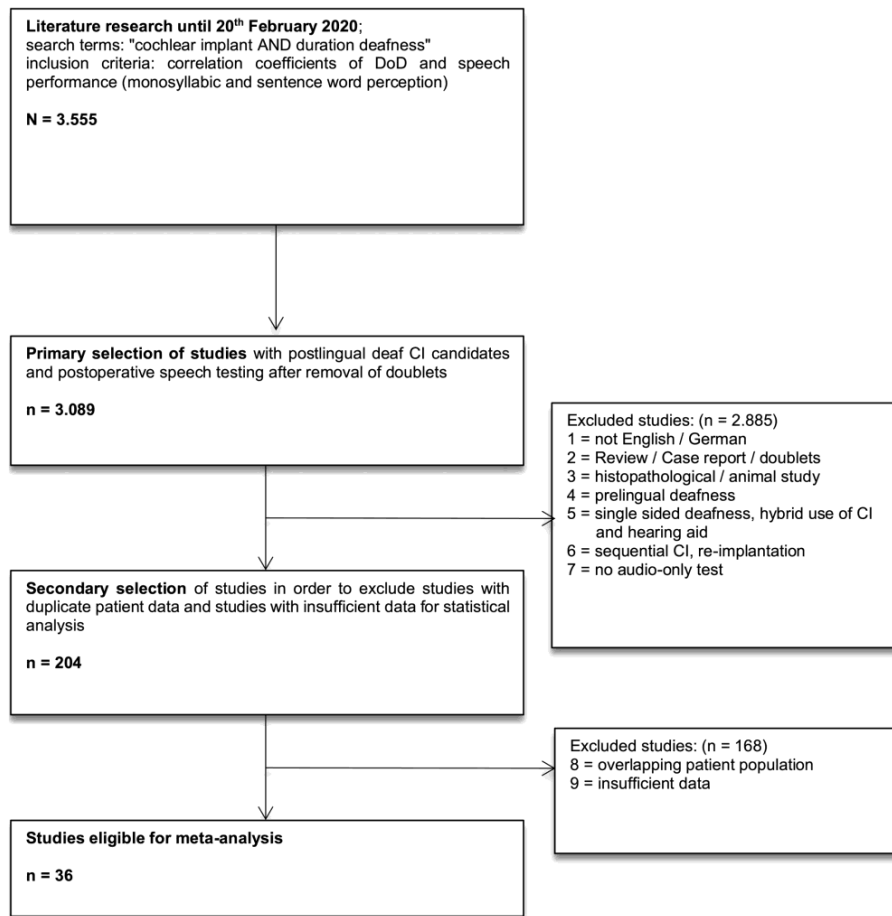 Literature research until 20th February 2020;
search terms: "cochlear implant AND duration deafness"
inclusion criteria: correlation coefficients of DoD and speech
performance (monosyllabic and sentence word perception)
N = 3.555
Primary selection of studies with postlingual deaf CI candidates
and postoperative speech testing after removal of doublets
n = 3.089
Excluded studies: (n = 2.885)
1 = not English / German
2 = Review / Case report / doublets
3 = histopathological / animal study
4 = prelingual deafness
5 = single sided deafness, hybrid use of CI
and hearing aid
6 = sequential CI, re-implantation
7 = no audio-only test
Secondary selection of studies in order to exclude studies with
duplicate patient data and studies with insufficient data for statistical
analysis
n = 204
Excluded studies: (n = 168)
8 = overlapping patient population
9 = insufficient data
Studies eligible for meta-analysis
n = 36